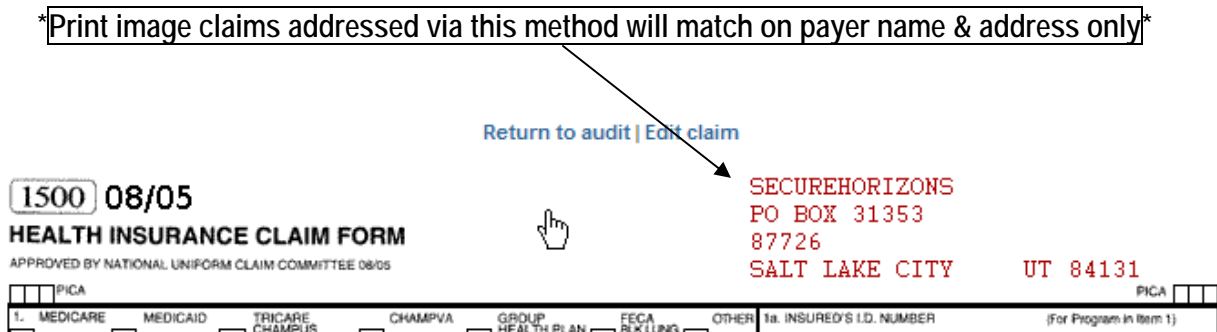 *Print image claims addressed via this method will match on payer name & address only*
Return to audit | Edit claim
1500 08/05
HEALTH INSURANCE CLAIM FORM
APPROVED BY NATIONAL UNIFORM CLAIM COMMITTEE 08/05
SECUREHORIZONS
PO BOX 31353
87726
SALT LAKE CITY UT 84131
PICA PICA
1. MEDICARE MEDICAID TRICARE CHAMPVA GROUP FECA OTHER 1a. INSURED'S I.D. NUMBER (For Program in Item 1)
CHAMPUS HEALTH PLAN BLK LUNG